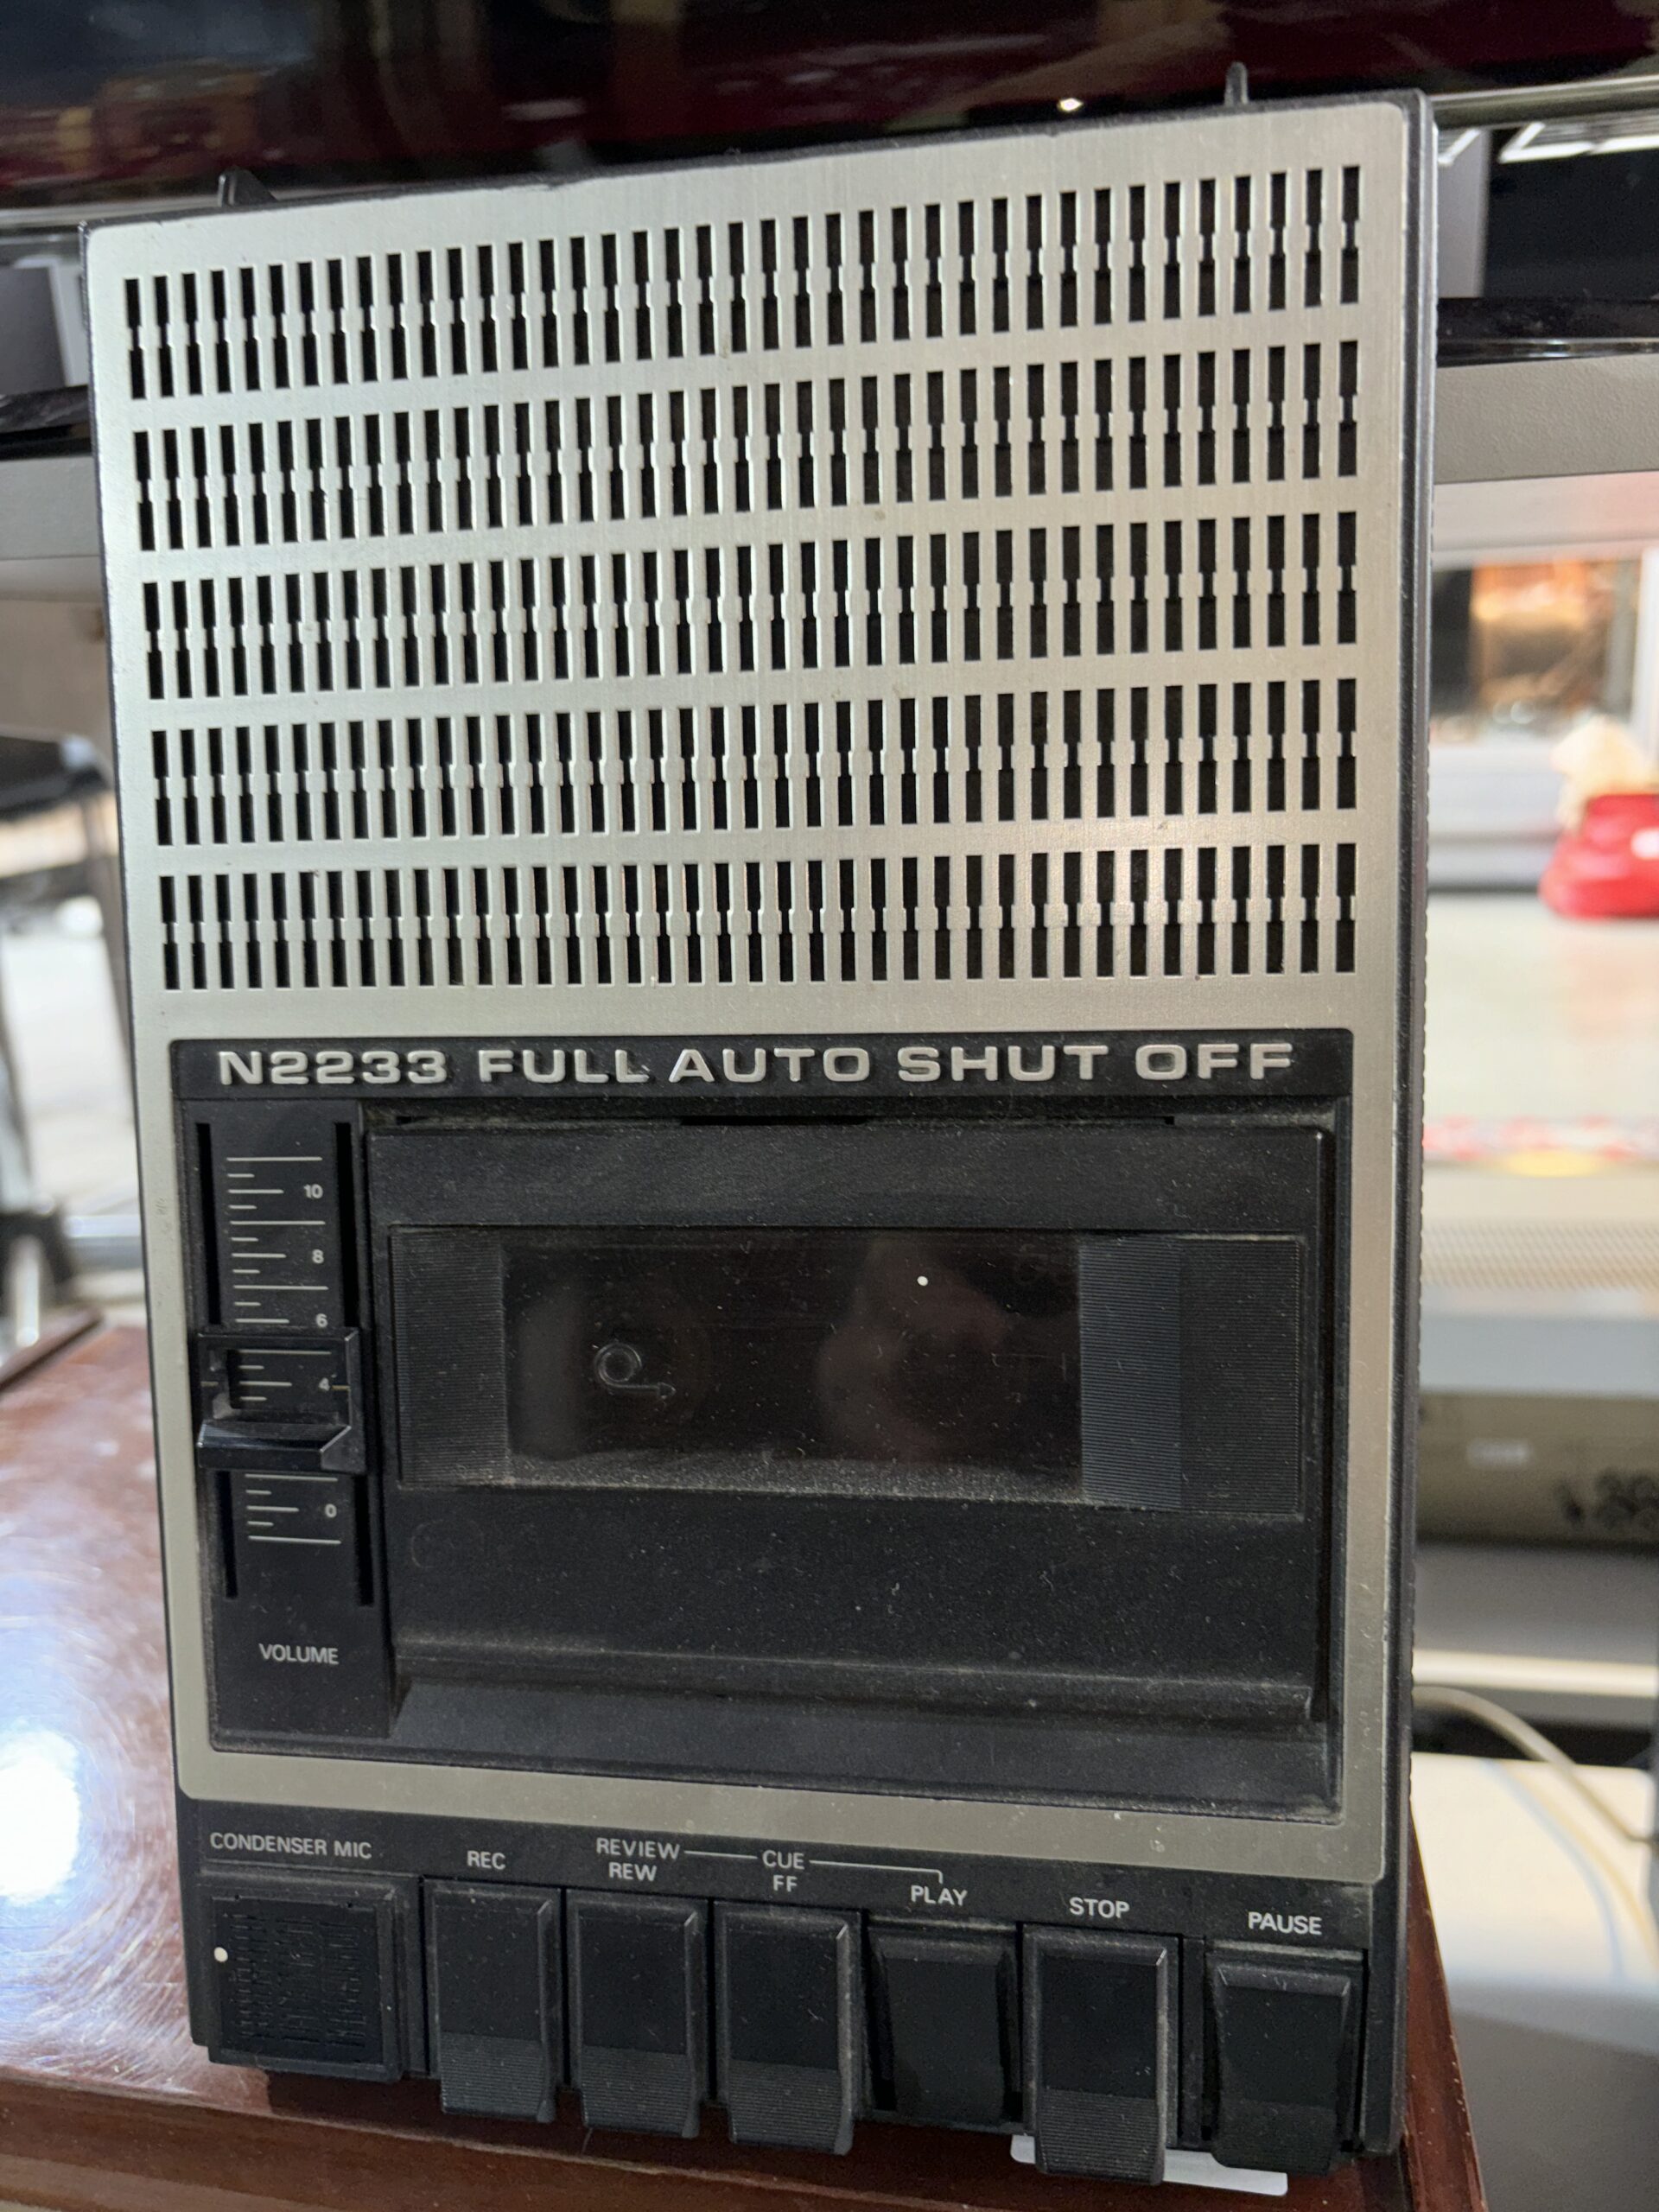 N2233 FULL AUTO SHUT OFF
10
8
6
4
0
VOLUME
CONDENSER MIC
REC
REVIEW
REW
CUE
FF
PLAY
STOP
PAUSE